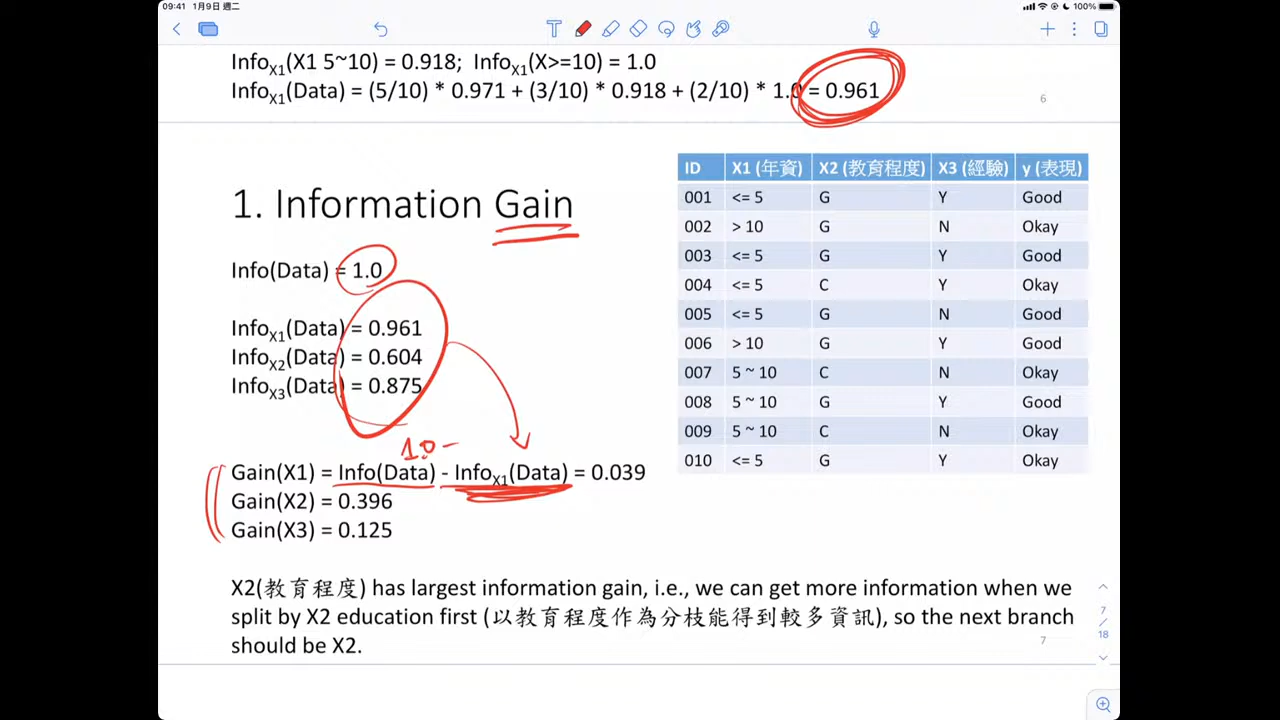 09:41 1月9日 週二
100%
Info_X1(X1 5~10) = 0.918; Info_X1(X>=10) = 1.0
Info_X1(Data) = (5/10) * 0.971 + (3/10) * 0.918 + (2/10) * 1.0 = 0.961
6
1. Information Gain
Info(Data) = 1.0
Info_X1(Data) = 0.961
Info_X2(Data) = 0.604
Info_X3(Data) = 0.875
1.0 -
Gain(X1) = Info(Data) - Info_X1(Data) = 0.039
Gain(X2) = 0.396
Gain(X3) = 0.125
ID X1 (年資) X2 (教育程度) X3 (經驗) y (表現)
001 <= 5 G Y Good
002 > 10 G N Okay
003 <= 5 G Y Good
004 <= 5 C Y Okay
005 <= 5 G N Good
006 > 10 G Y Good
007 5 ~ 10 C N Okay
008 5 ~ 10 G Y Good
009 5 ~ 10 C N Okay
010 <= 5 G Y Okay
X2(教育程度) has largest information gain, i.e., we can get more information when we
split by X2 education first (以教育程度作為分枝能得到較多資訊), so the next branch
should be X2.
7
7
/
18